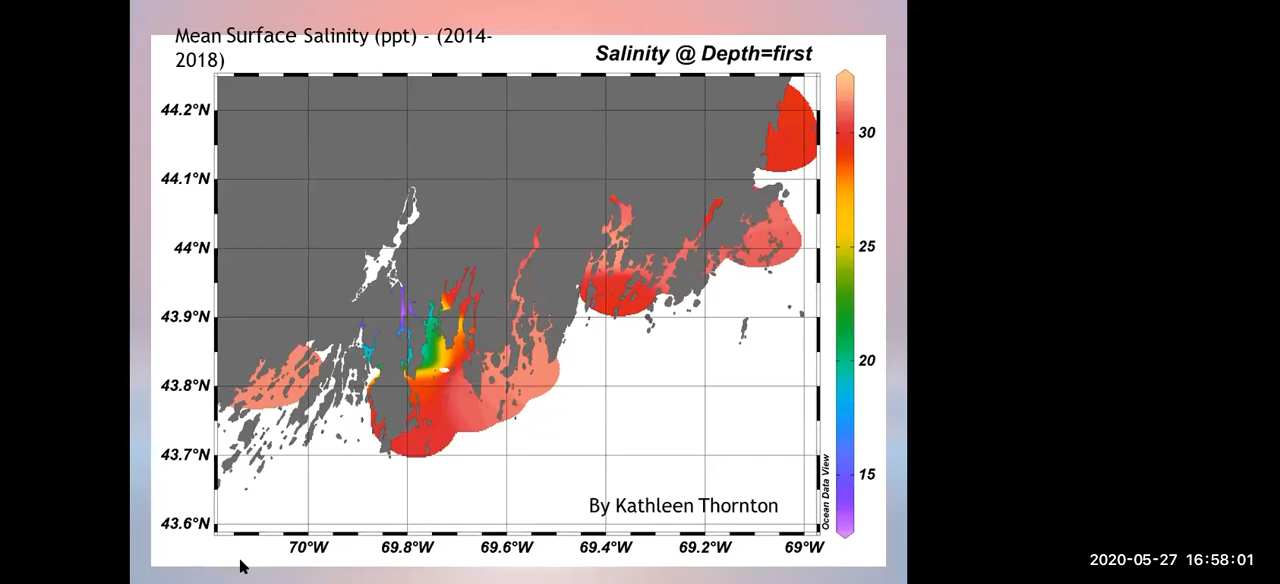 Mean Surface Salinity (ppt) - (2014-
2018)
Salinity @ Depth=first
44.2°N
44.1°N
44°N
43.9°N
43.8°N
43.7°N
43.6°N
70°W
69.8°W
69.6°W
69.4°W
69.2°W
69°W
30
25
20
15
Ocean Data View
By Kathleen Thornton
2020-05-27 16:58:01